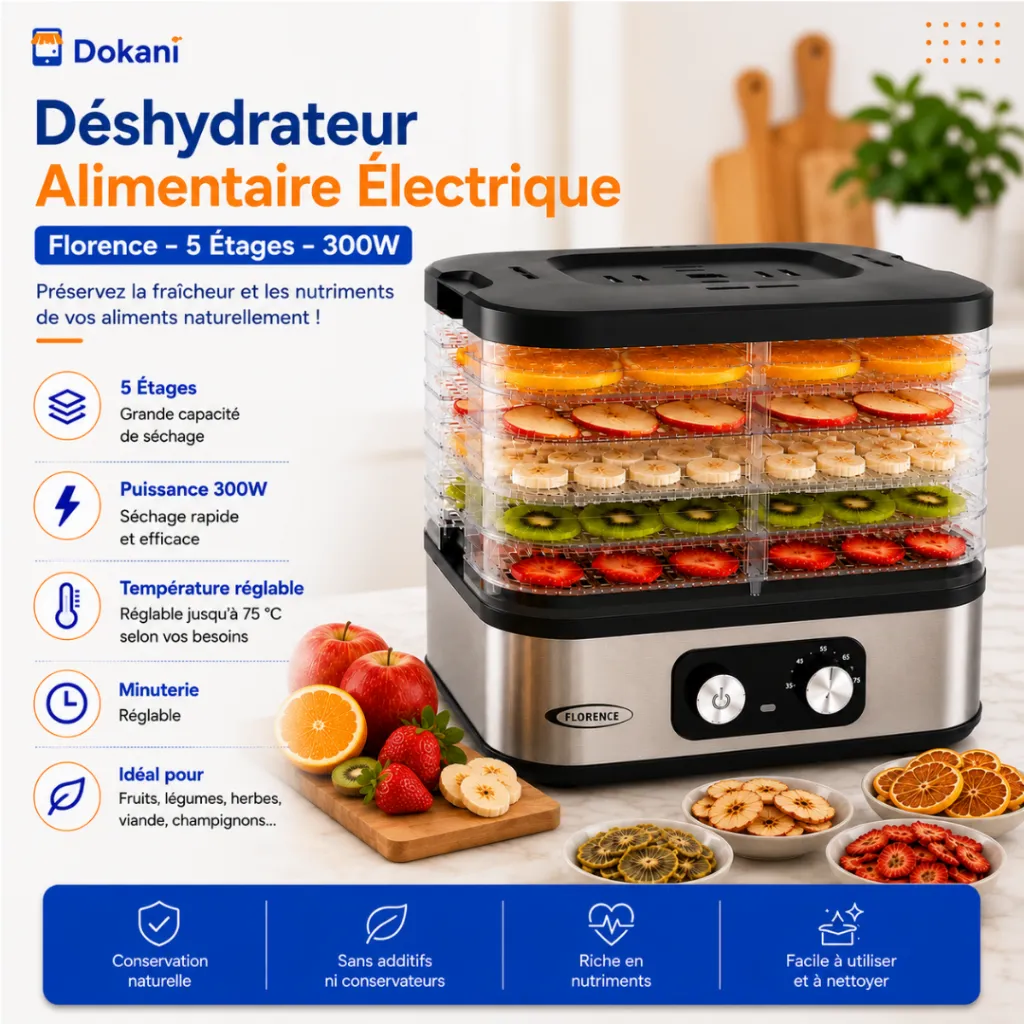 Dokani
Déshydrateur
Alimentaire Électrique
Florence – 5 Étages – 300W
Préservez la fraîcheur et les nutriments
de vos aliments naturellement !
5 Étages
Grande capacité
de séchage
Puissance 300W
Séchage rapide
et efficace
Température réglable
Réglable jusqu'à 75 °C
selon vos besoins
Minuterie
Réglable
Idéal pour
Fruits, légumes, herbes,
viande, champignons...
FLORENCE
35
45
55
65
75
Conservation
naturelle
Sans additifs
ni conservateurs
Riche en
nutriments
Facile à utiliser
et à nettoyer